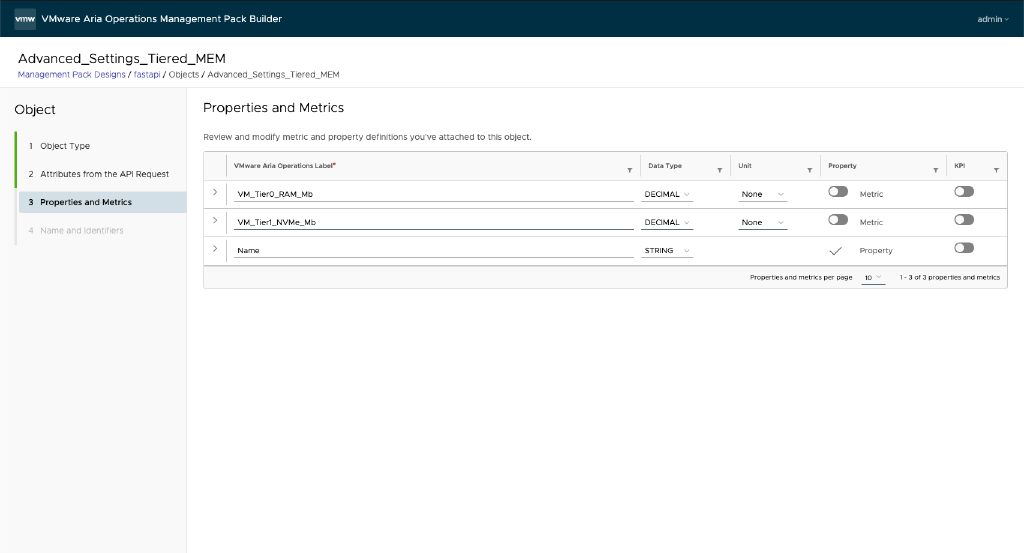 vmw VMware Aria Operations Management Pack Builder admin
Advanced_Settings_Tiered_MEM
Management Pack Designs / fastapi / Objects / Advanced_Settings_Tiered_MEM
Object
1 Object Type
2 Attributes from the API Request
3 Properties and Metrics
4 Name and Identifiers
Properties and Metrics
Review and modify metric and property definitions you've attached to this object.
VMware Aria Operations Label* Data Type Unit Property KPI
VM_Tier0_RAM_Mb DECIMAL None Metric
VM_Tier1_NVMe_Mb DECIMAL None Metric
Name STRING Property
Properties and metrics per page 10 1 - 3 of 3 properties and metrics